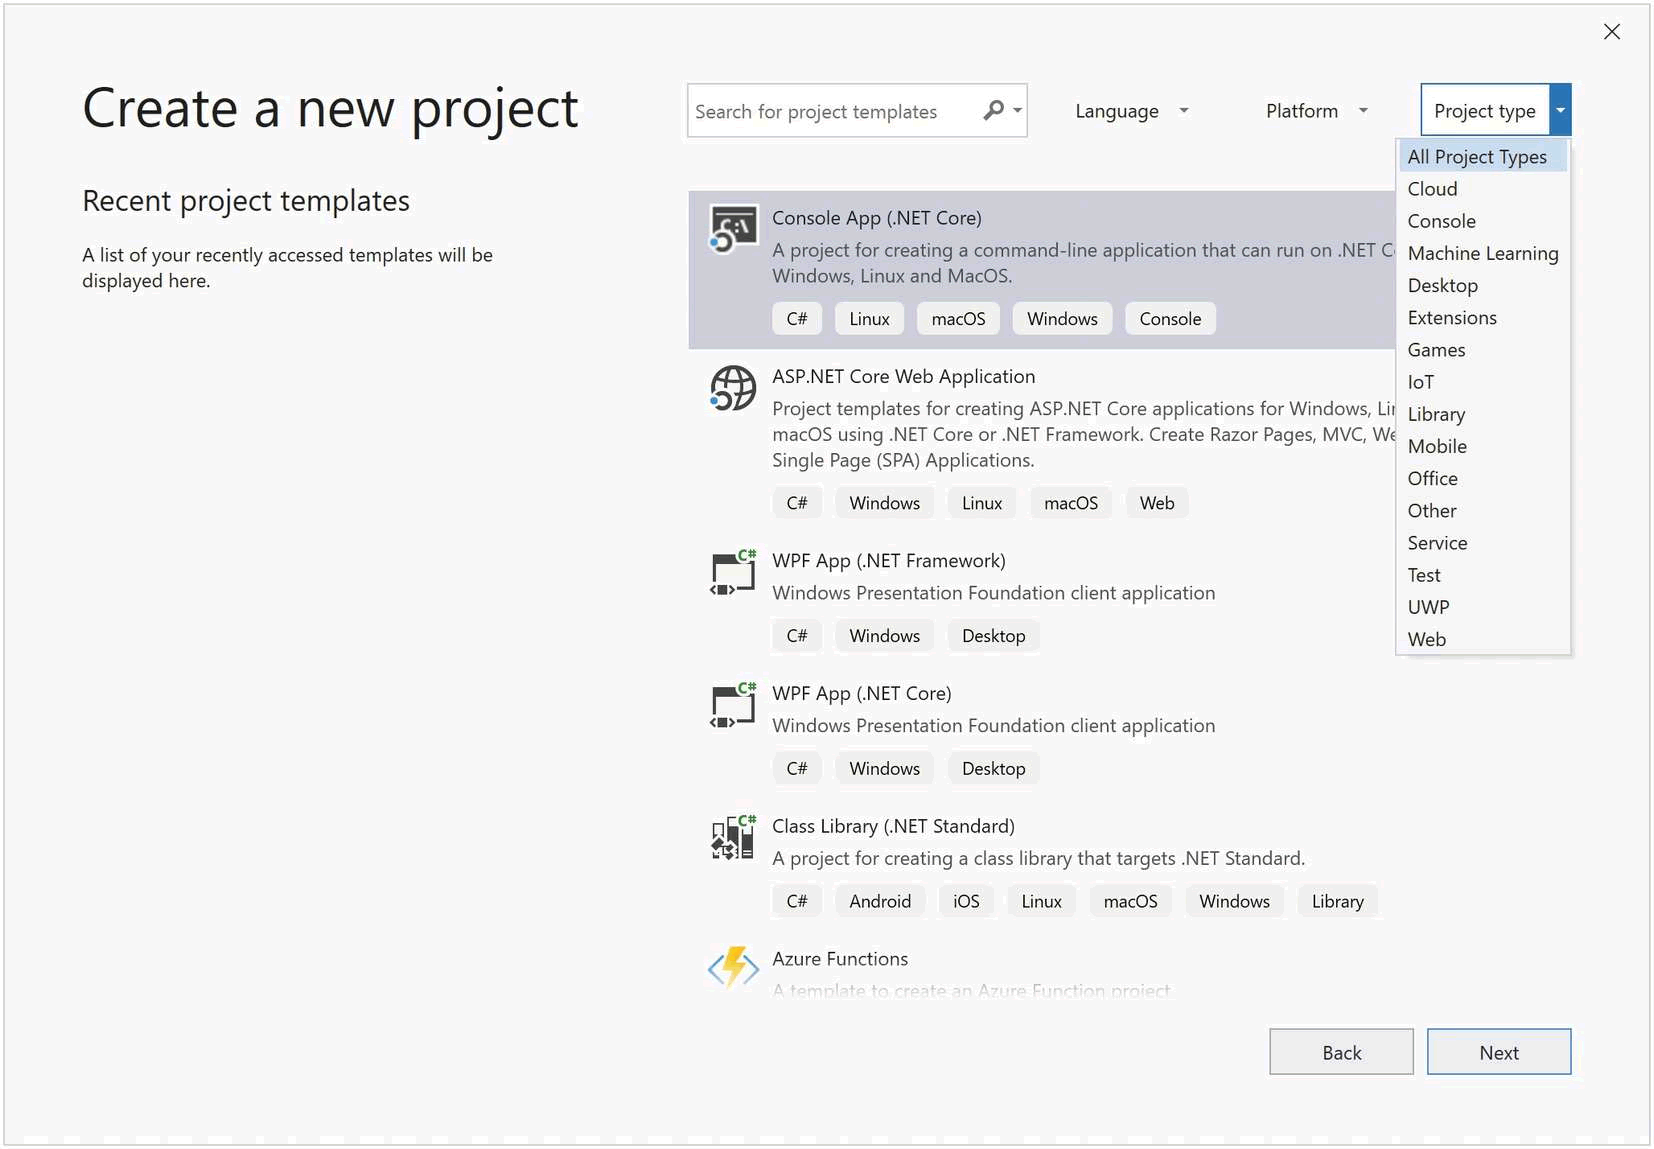 Create a new project
Search for project templates
Language
Platform
Project type
Recent project templates
A list of your recently accessed templates will be
displayed here.
Console App (.NET Core)
A project for creating a command-line application that can run on .NET
Windows, Linux and MacOS.
C# Linux macOS Windows Console
ASP.NET Core Web Application
Project templates for creating ASP.NET Core applications for Windows,
macOS using .NET Core or .NET Framework. Create Razor Pages, MVC,
Single Page (SPA) Applications.
C# Windows Linux macOS Web
C#
WPF App (.NET Framework)
Windows Presentation Foundation client application
C# Windows Desktop
C#
WPF App (.NET Core)
Windows Presentation Foundation client application
C# Windows Desktop
C#
Class Library (.NET Standard)
A project for creating a class library that targets .NET Standard.
C# Android iOS Linux macOS Windows Library
Azure Functions
A template to create an Azure Function project.
All Project Types
Cloud
Console
Machine Learning
Desktop
Extensions
Games
IoT
Library
Mobile
Office
Other
Service
Test
UWP
Web
Back
Next